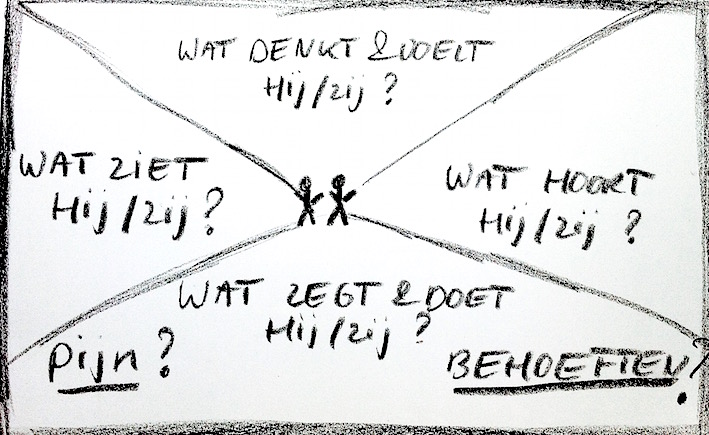 WAT DENKT & VOELT
Hij/zij?
WAT ZIET
Hij/zij?
WAT HOORT
Hij/zij?
WAT ZEGT & DOET
Hij/zij?
Pijn?
BEHOEFTEN?